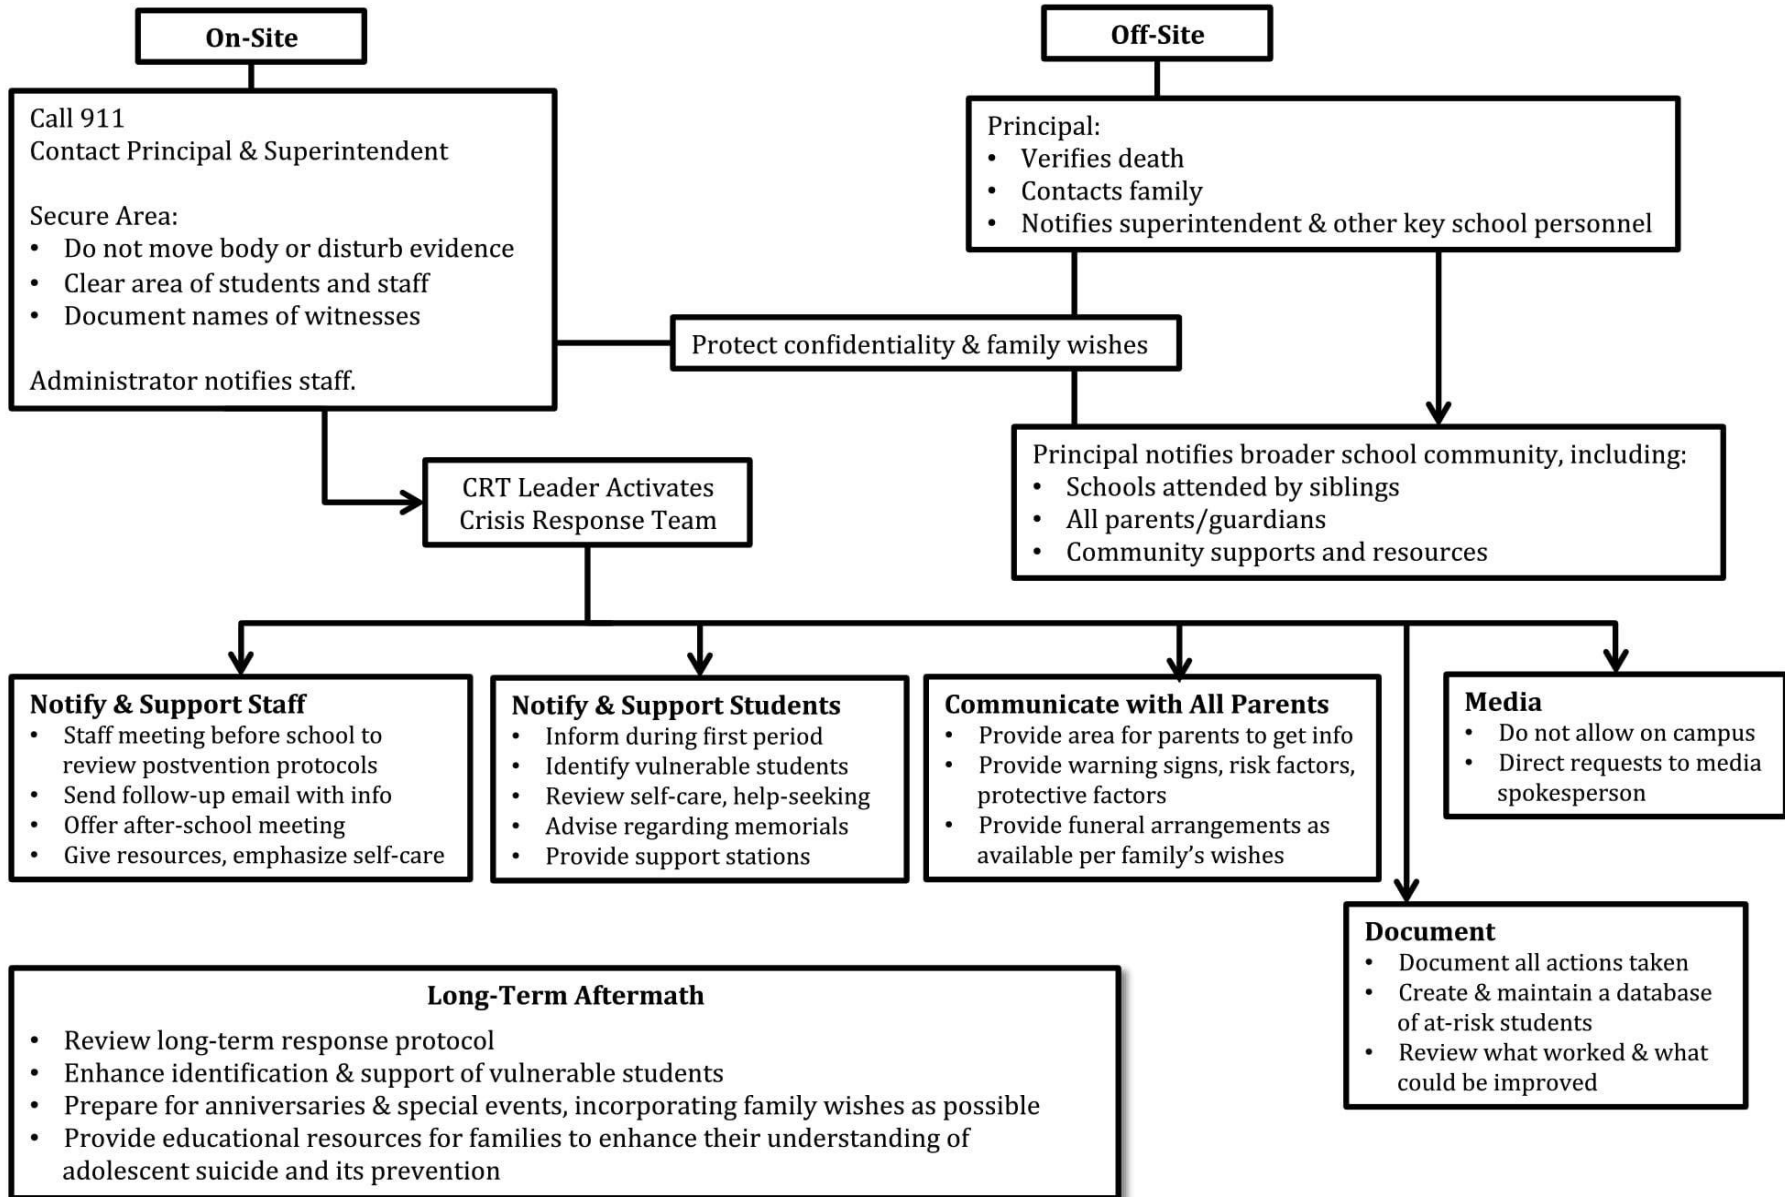 On-Site
Call 911
Contact Principal & Superintendent
Secure Area:
• Do not move body or disturb evidence
• Clear area of students and staff
• Document names of witnesses
Administrator notifies staff.
Off-Site
Principal:
• Verifies death
• Contacts family
• Notifies superintendent & other key school personnel
Protect confidentiality & family wishes
Principal notifies broader school community, including:
• Schools attended by siblings
• All parents/guardians
• Community supports and resources
CRT Leader Activates
Crisis Response Team
Notify & Support Staff
• Staff meeting before school to
review postvention protocols
• Send follow-up email with info
• Offer after-school meeting
• Give resources, emphasize self-care
Notify & Support Students
• Inform during first period
• Identify vulnerable students
• Review self-care, help-seeking
• Advise regarding memorials
• Provide support stations
Communicate with All Parents
• Provide area for parents to get info
• Provide warning signs, risk factors,
protective factors
• Provide funeral arrangements as
available per family's wishes
Media
• Do not allow on campus
• Direct requests to media
spokesperson
Document
• Document all actions taken
• Create & maintain a database
of at-risk students
• Review what worked & what
could be improved
Long-Term Aftermath
• Review long-term response protocol
• Enhance identification & support of vulnerable students
• Prepare for anniversaries & special events, incorporating family wishes as possible
• Provide educational resources for families to enhance their understanding of
adolescent suicide and its prevention